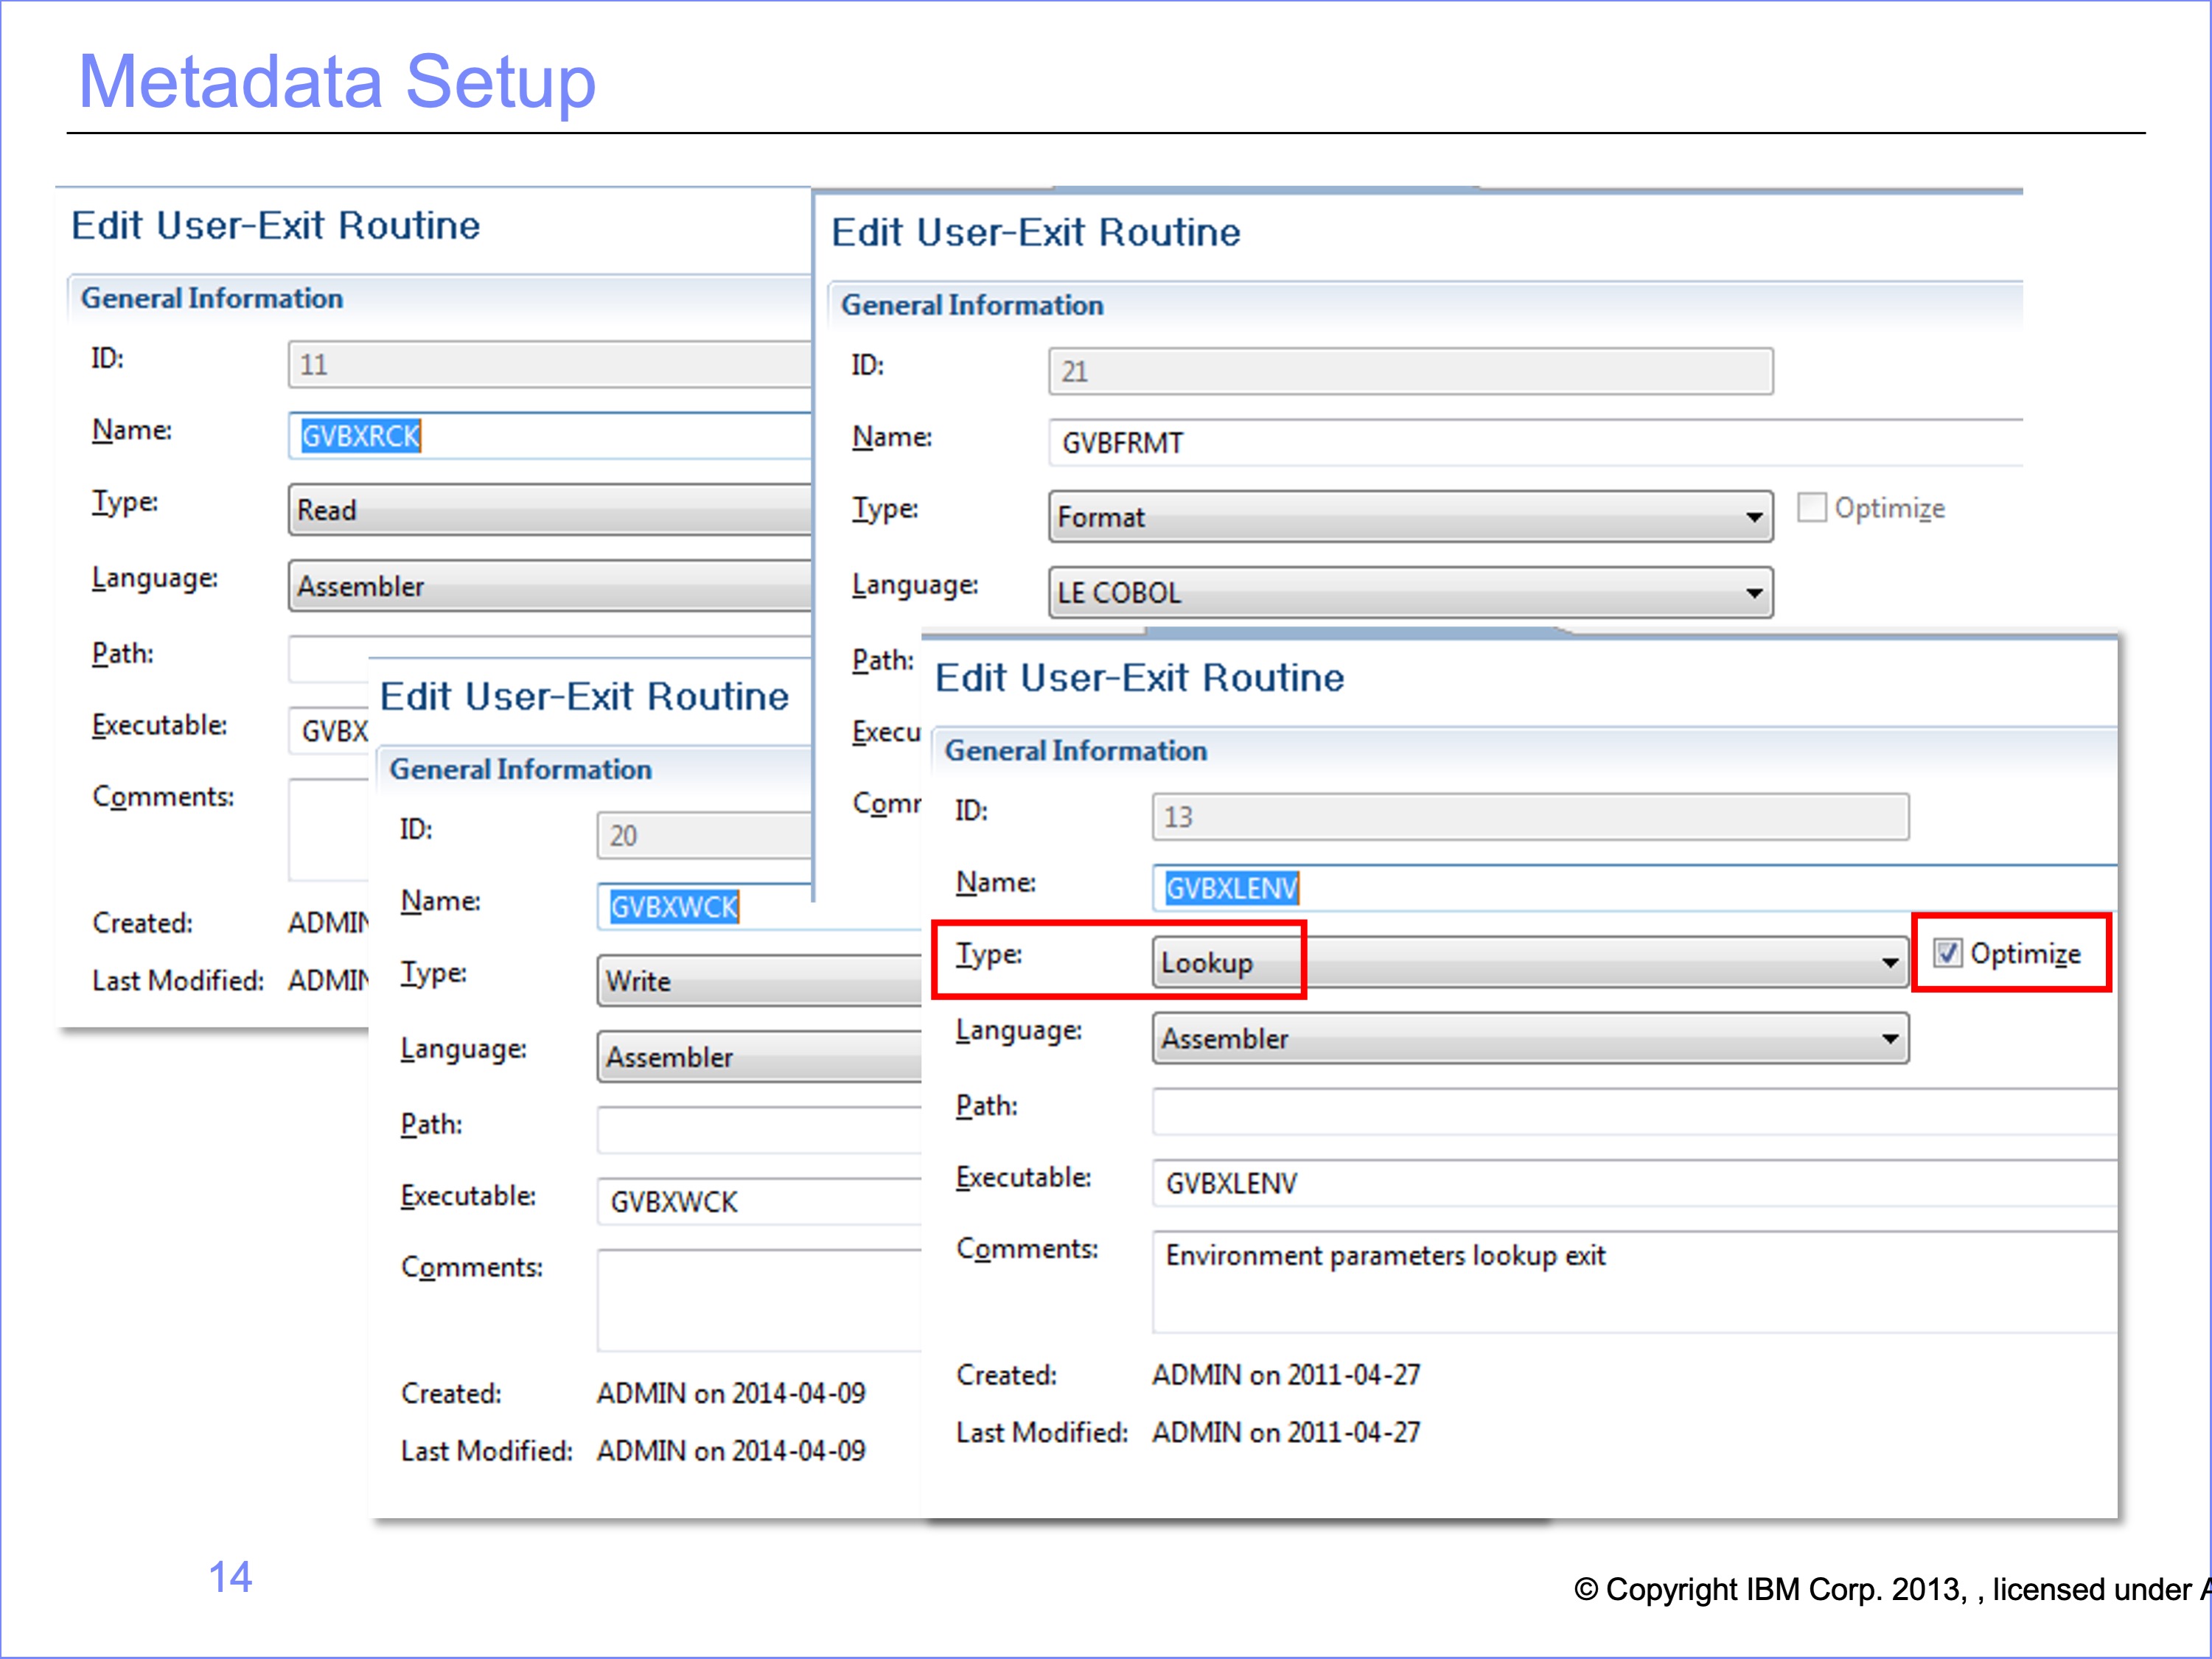 Metadata Setup
Edit User-Exit Routine
General Information
ID: 11
Name: GVBXRCK
Type: Read
Language: Assembler
Path:
Executable: GVBX
Comments:
Created: ADMIN
Last Modified: ADMIN
Edit User-Exit Routine
General Information
ID: 21
Name: GVBFRMT
Type: Format Optimize
Language: LE COBOL
Path:
Execu
Comm
Edit User-Exit Routine
General Information
ID: 20
Name: GVBXWCK
Type: Write
Language: Assembler
Path:
Executable: GVBXWCK
Comments:
Created: ADMIN on 2014-04-09
Last Modified: ADMIN on 2014-04-09
Edit User-Exit Routine
General Information
ID: 13
Name: GVBXLENV
Type: Lookup Optimize
Language: Assembler
Path:
Executable: GVBXLENV
Comments: Environment parameters lookup exit
Created: ADMIN on 2011-04-27
Last Modified: ADMIN on 2011-04-27
14
© Copyright IBM Corp. 2013, , licensed under A